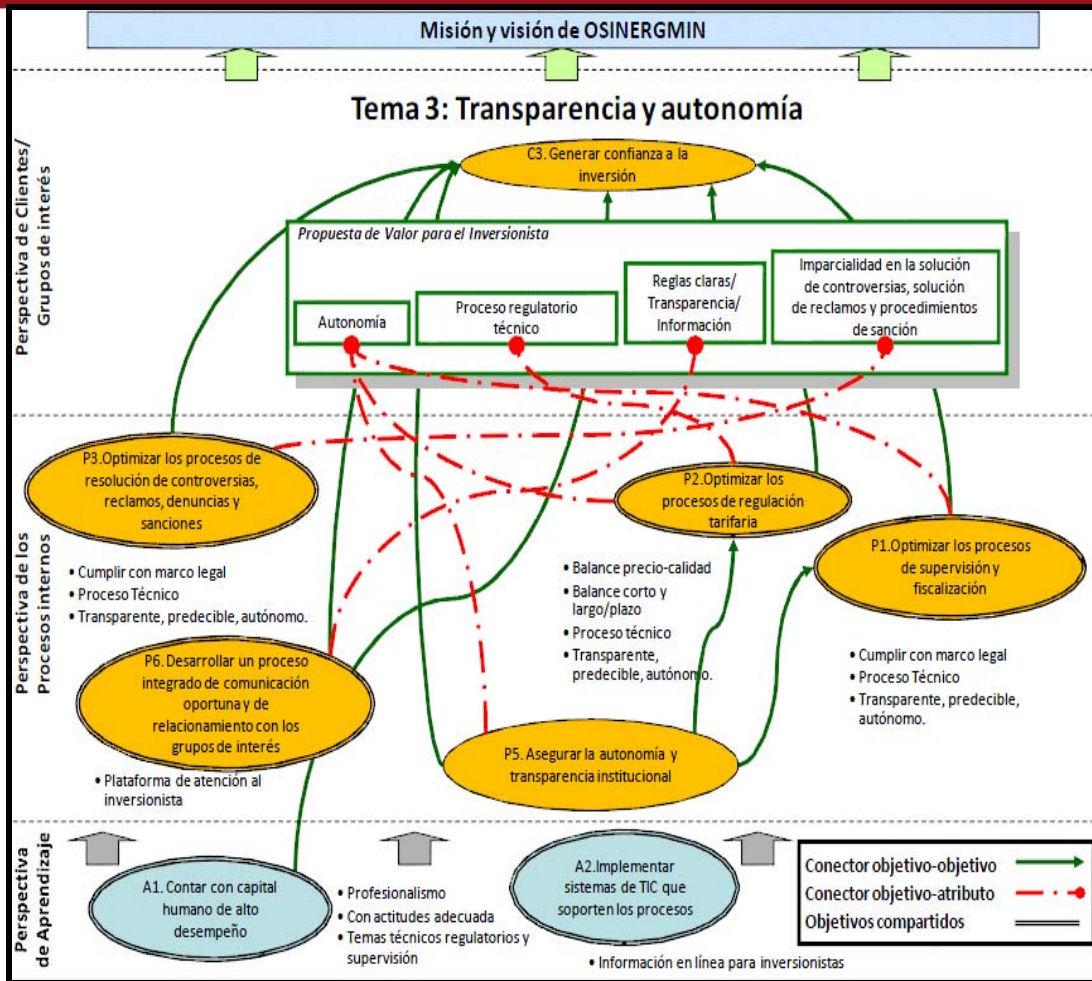 Misión y visión de OSINERGMIN
Perspectiva de Clientes/
Grupos de interés
Tema 3: Transparencia y autonomía
C3. Generar confianza a la
inversión
Propuesta de Valor para el Inversionista
Autonomía
Proceso regulatorio
técnico
Reglas claras/
Transparencia/
Información
Imparcialidad en la solución
de controversias, solución
de reclamos y procedimientos
de sanción
Perspectiva de los
Procesos internos
P3.Optimizar los procesos de
resolución de controversias,
reclamos, denuncias y
sanciones
• Cumplir con marco legal
• Proceso Técnico
• Transparente, predecible, autónomo.
P2.Optimizar los
procesos de regulación
tarifaria
• Balance precio-calidad
• Balance corto y
largo/plazo
• Proceso técnico
• Transparente,
predecible, autónomo.
P1.Optimizar los procesos
de supervisión y
fiscalización
• Cumplir con marco legal
• Proceso Técnico
• Transparente, predecible,
autónomo.
P6. Desarrollar un proceso
integrado de comunicación
oportuna y de
relacionamiento con los
grupos de interés
• Plataforma de atención al
inversionista
P5. Asegurar la autonomía y
transparencia institucional
Perspectiva
de Aprendizaje
A1. Contar con capital
humano de alto
desempeño
• Profesionalismo
• Con actitudes adecuada
• Temas técnicos regulatorios y
supervisión
A2.Implementar
sistemas de TIC que
soporten los procesos
• Información en línea para inversionistas
Conector objetivo-objetivo
Conector objetivo-atributo
Objetivos compartidos